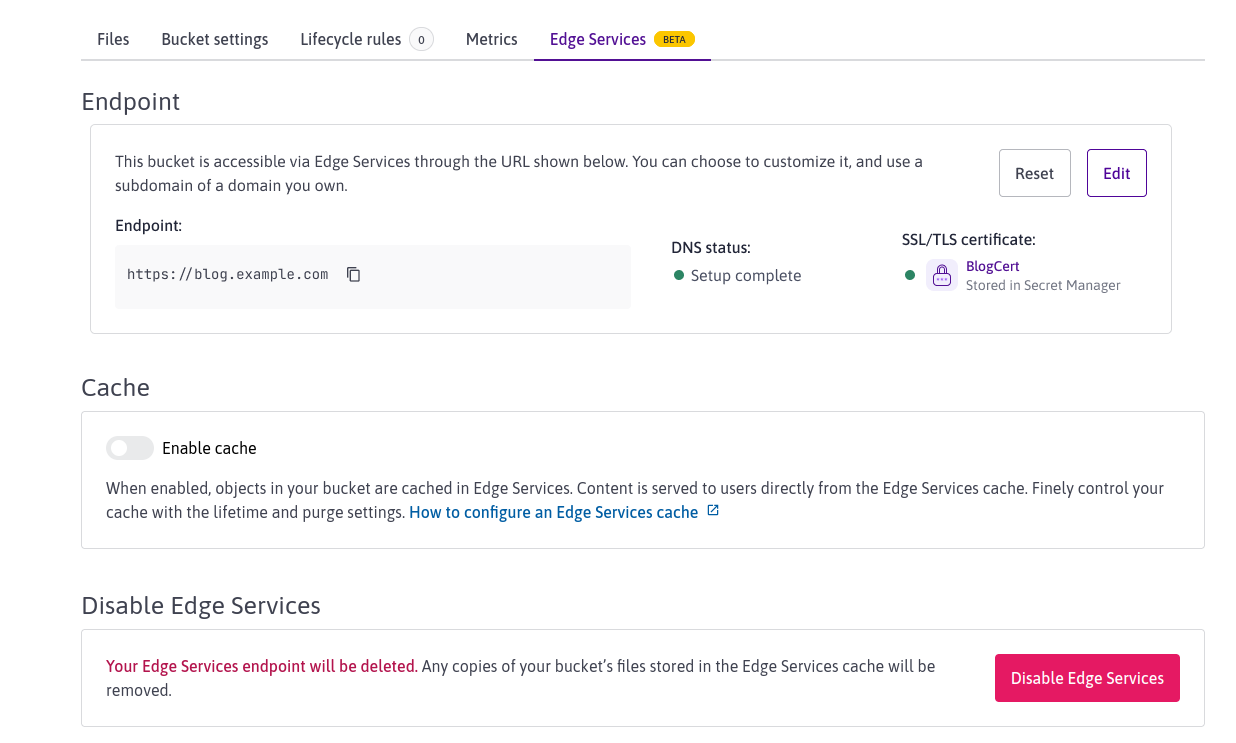 Files Bucket settings Lifecycle rules 0 Metrics Edge Services BETA
Endpoint
This bucket is accessible via Edge Services through the URL shown below. You can choose to customize it, and use a
subdomain of a domain you own.
Reset Edit
Endpoint:
https://blog.example.com
DNS status:
Setup complete
SSL/TLS certificate:
BlogCert
Stored in Secret Manager
Cache
Enable cache
When enabled, objects in your bucket are cached in Edge Services. Content is served to users directly from the Edge Services cache. Finely control your
cache with the lifetime and purge settings. How to configure an Edge Services cache
Disable Edge Services
Your Edge Services endpoint will be deleted. Any copies of your bucket’s files stored in the Edge Services cache will be
removed.
Disable Edge Services